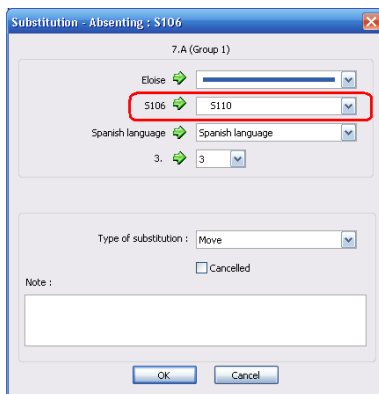 Substitution - Absenting : S106
7.A (Group 1)
Eloise
S106 S110
Spanish language Spanish language
3. 3
Type of substitution : Move
Cancelled
Note :
OK Cancel